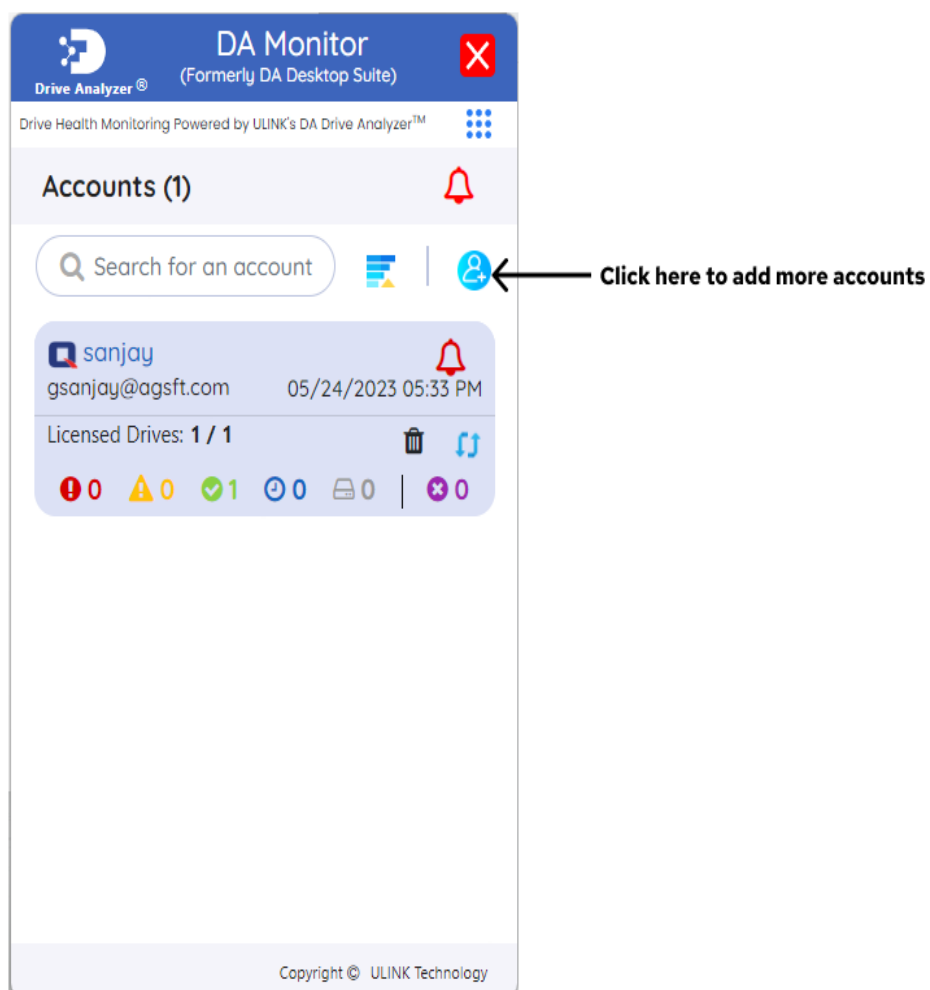 DA Monitor
(Formerly DA Desktop Suite)
Drive Analyzer ®
Drive Health Monitoring Powered by ULINK's DA Drive Analyzer™
Accounts (1)
Search for an account
Click here to add more accounts
sanjay
gsanjay@agsft.com 05/24/2023 05:33 PM
Licensed Drives: 1 / 1
0 0 1 0 0 0
Copyright © ULINK Technology